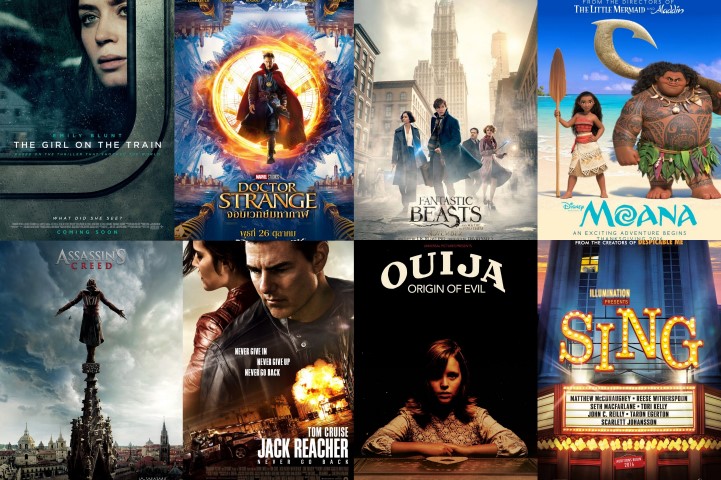 EMILY BLUNT
THE GIRL ON THE TRAIN
WHAT DID SHE SEE?
COMING SOON
MARVEL STUDIOS
DOCTOR
STRANGE
จอมเวทย์มหากาฬ
พุธที่ 26 ตุลาคม
FANTASTIC
BEASTS
FROM THE DIRECTORS OF
THE LITTLE MERMAID AND Aladdin
Disney
MOANA
AN EXCITING ADVENTURE BEGINS
ASSASSIN'S
CREED
NEVER GIVE IN
NEVER GIVE UP
NEVER GO BACK
TOM CRUISE
JACK REACHER
NEVER GO BACK
OUIJA
ORIGIN OF EVIL
FROM THE CREATORS OF DESPICABLE ME
ILLUMINATION
PRESENTS
SING
MATTHEW McCONAUGHEY • REESE WITHERSPOON
SETH MACFARLANE • TORI KELLY
JOHN C. REILLY • TARON EGERTON
SCARLETT JOHANSSON
2016